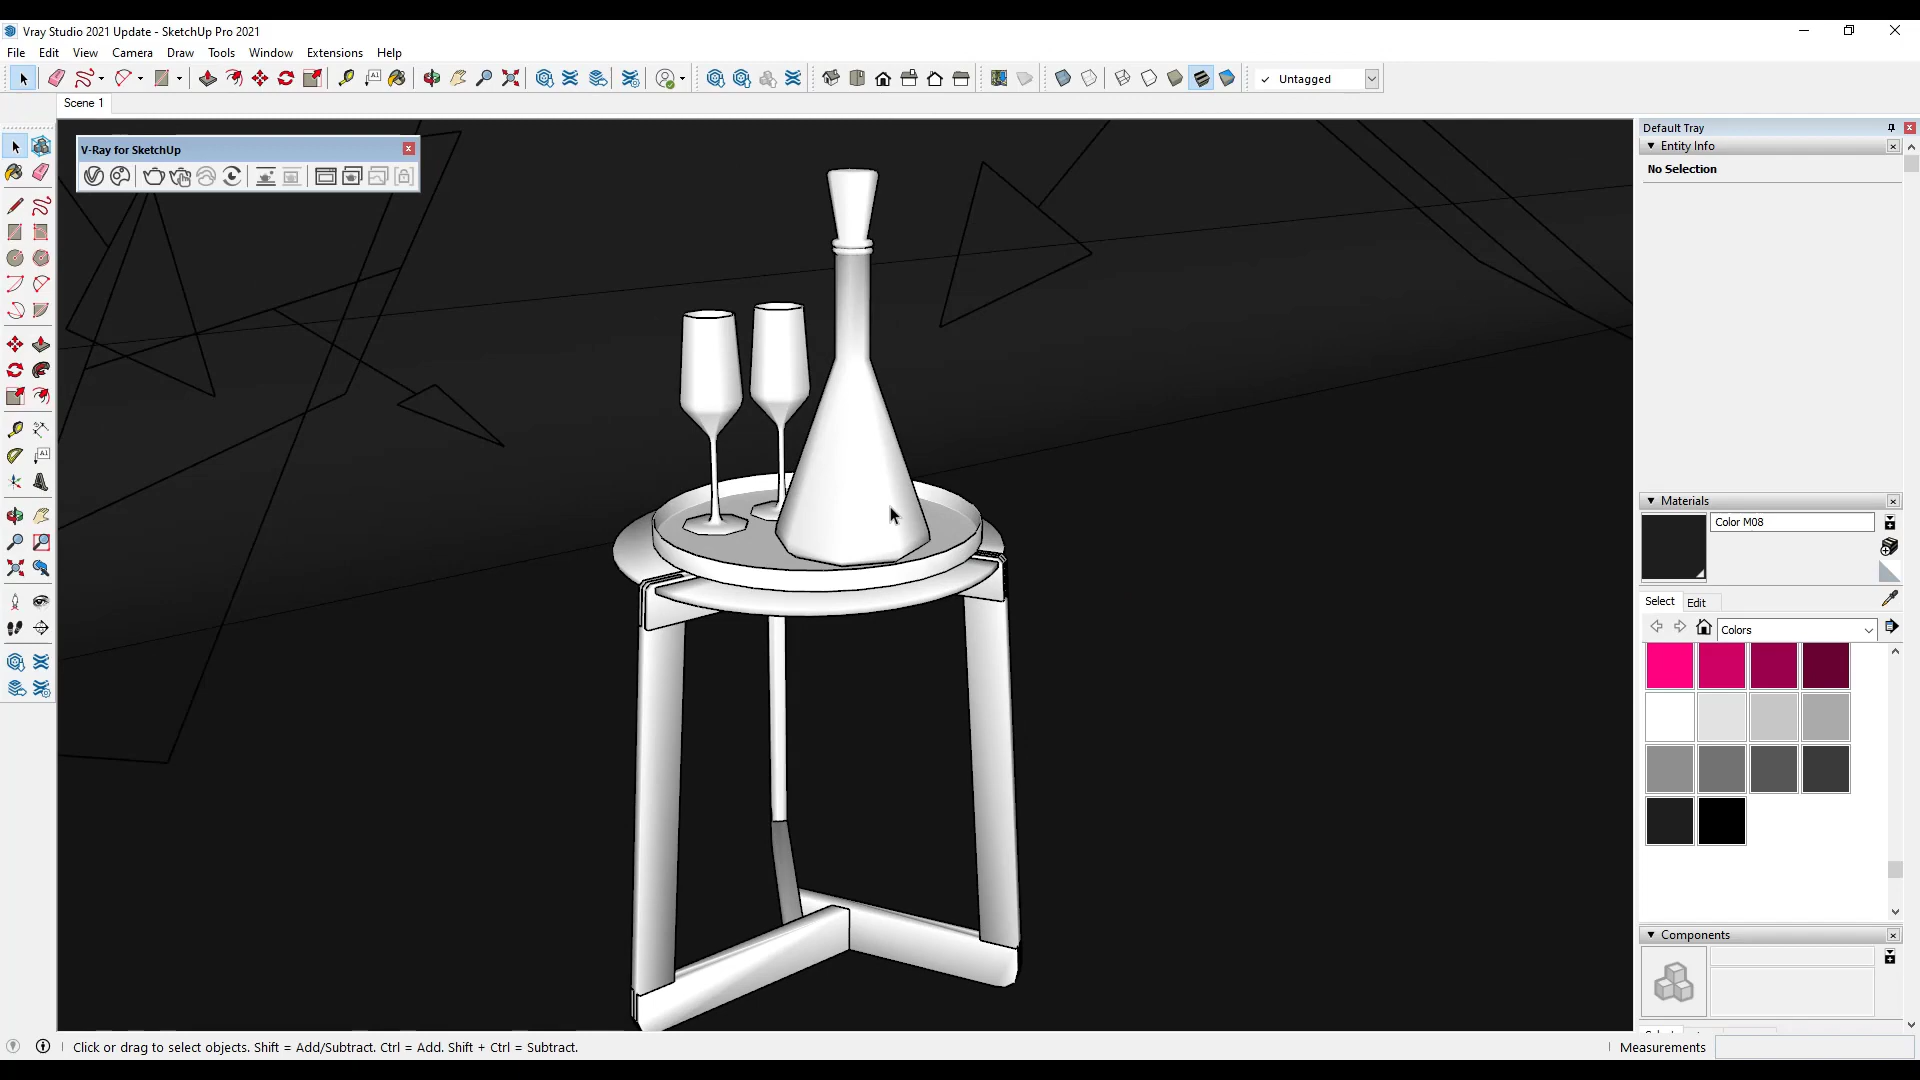 Vray Studio 2021 Update - SketchUp Pro 2021
File Edit View Camera Draw Tools Window Extensions Help
Untagged
Scene 1
V-Ray for SketchUp
Default Tray
Entity Info
No Selection
Materials
Color M08
Select Edit
Colors
Components
Click or drag to select objects. Shift = Add/Subtract. Ctrl = Add. Shift + Ctrl = Subtract.
Measurements